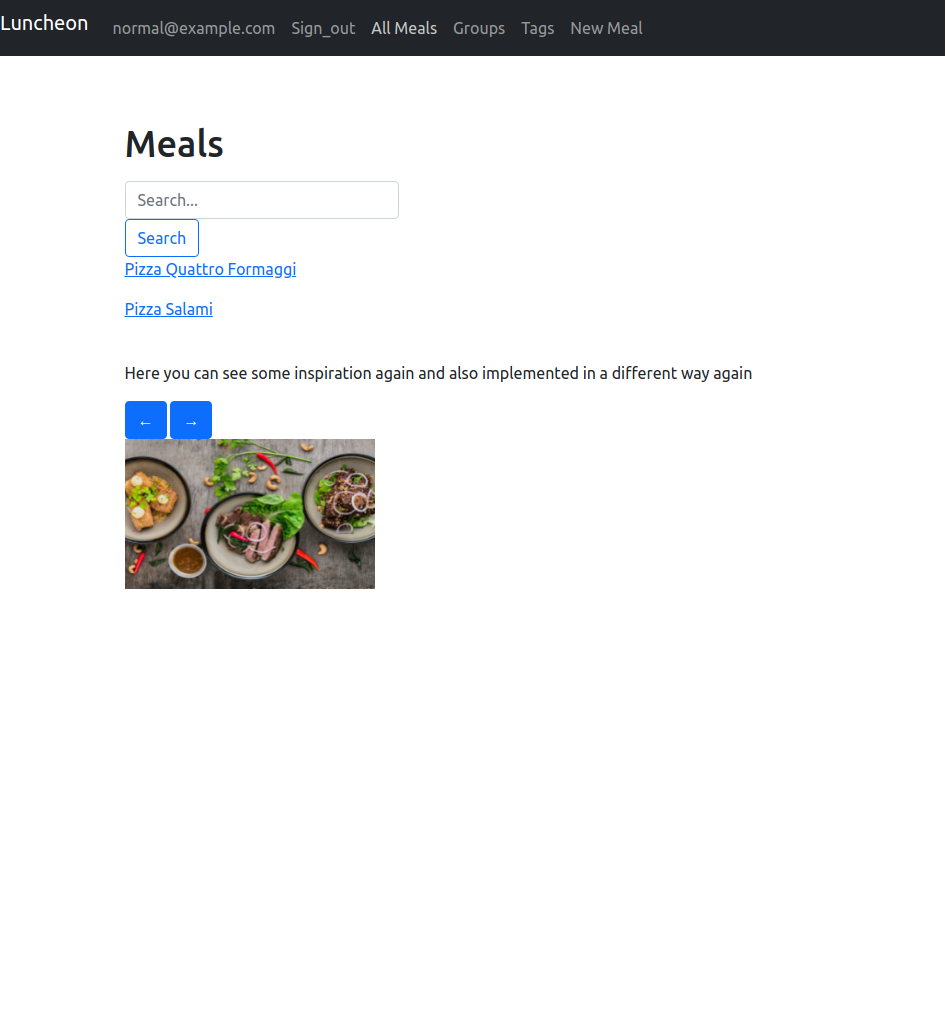 Luncheon normal@example.com Sign_out All Meals Groups Tags New Meal
Meals
Search...
Search
Pizza Quattro Formaggi
Pizza Salami
Here you can see some inspiration again and also implemented in a different way again
← →